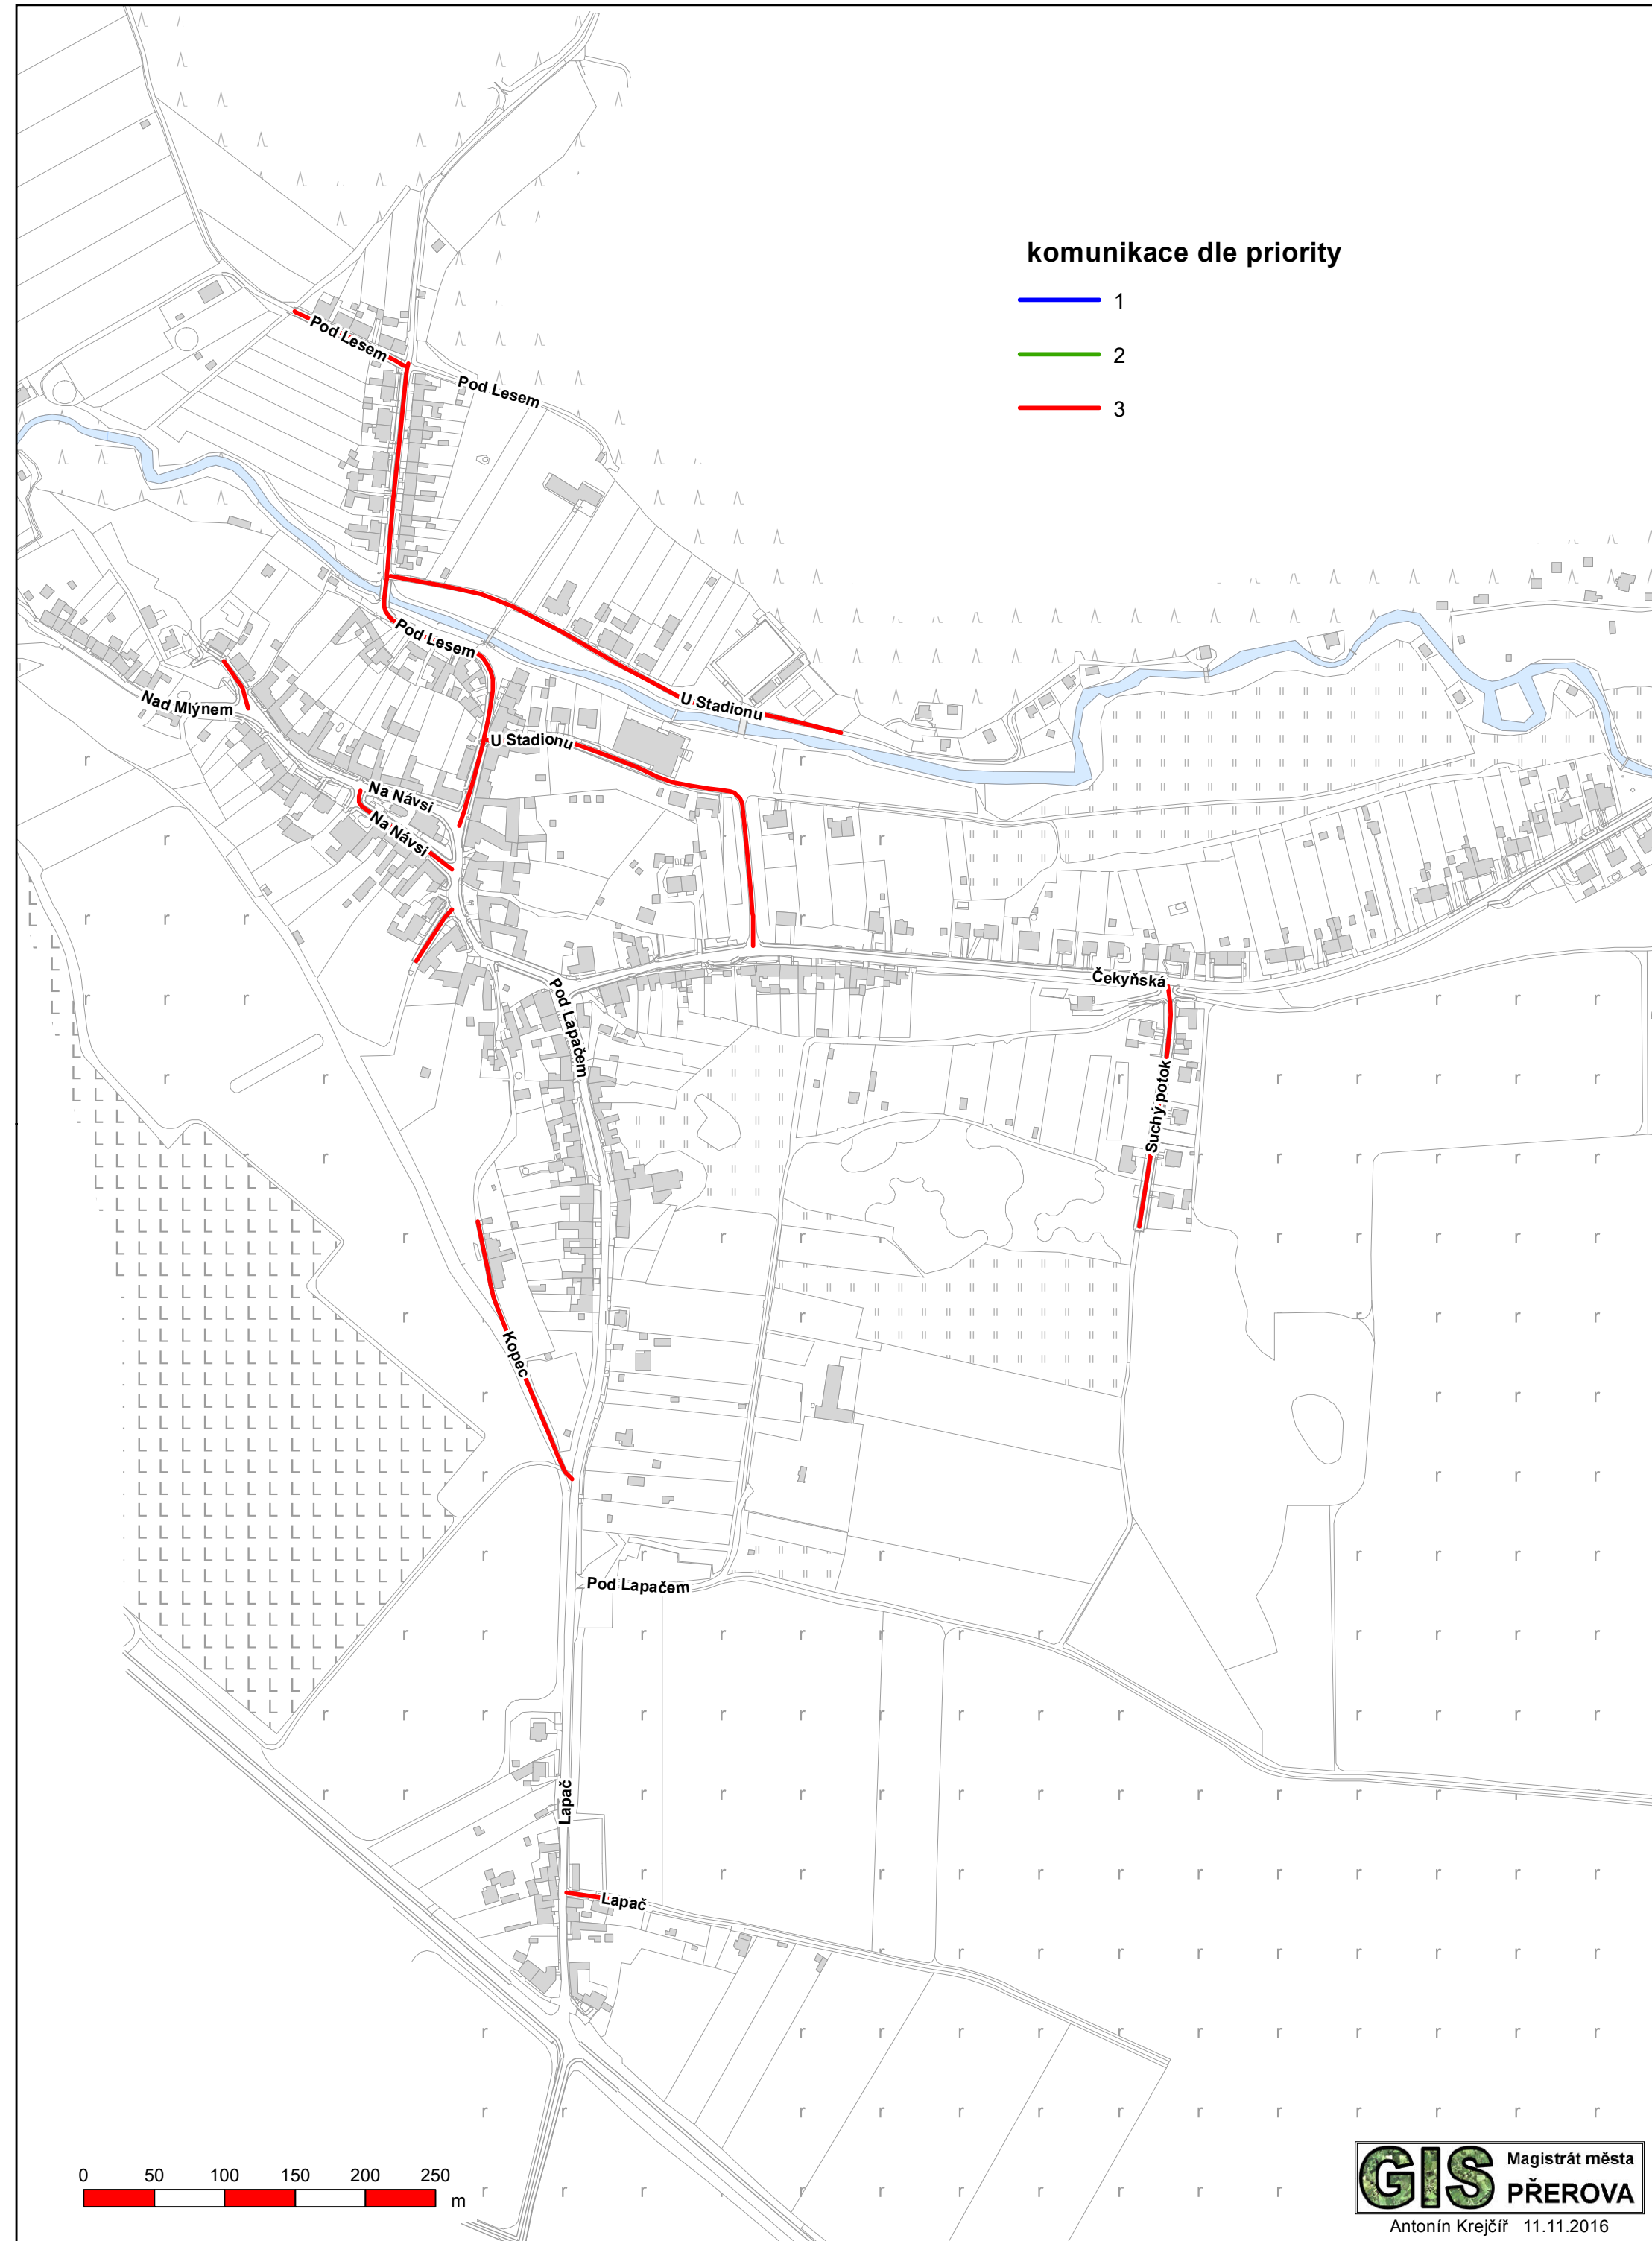 komunikace dle priority
1
2
3
Pod Lesem
Pod Lesem
Pod Lesem
Nad Mlýnem
U Stadionu
U Stadionu
Na Návsi
Na Návsi
Čekyňská
Pod Lapačem
Suchý potok
Kopec
Pod Lapačem
Lapač
Lapač
0 50 100 150 200 250
m
GIS
Magistrát města
PŘEROVA
Antonín Krejčíř 11.11.2016